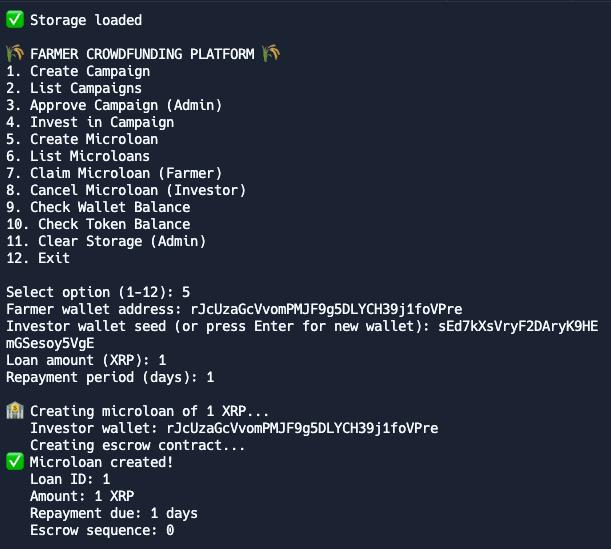 ✅ Storage loaded
🌾 FARMER CROWDFUNDING PLATFORM 🌾
1. Create Campaign
2. List Campaigns
3. Approve Campaign (Admin)
4. Invest in Campaign
5. Create Microloan
6. List Microloans
7. Claim Microloan (Farmer)
8. Cancel Microloan (Investor)
9. Check Wallet Balance
10. Check Token Balance
11. Clear Storage (Admin)
12. Exit
Select option (1-12): 5
Farmer wallet address: rJcUzaGcVvomPMJF9g5DLYCH39j1foVPre
Investor wallet seed (or press Enter for new wallet): sEd7kXsVryF2DAryK9HE
mGSesoy5VgE
Loan amount (XRP): 1
Repayment period (days): 1
🏦 Creating microloan of 1 XRP...
Investor wallet: rJcUzaGcVvomPMJF9g5DLYCH39j1foVPre
Creating escrow contract...
✅ Microloan created!
Loan ID: 1
Amount: 1 XRP
Repayment due: 1 days
Escrow sequence: 0